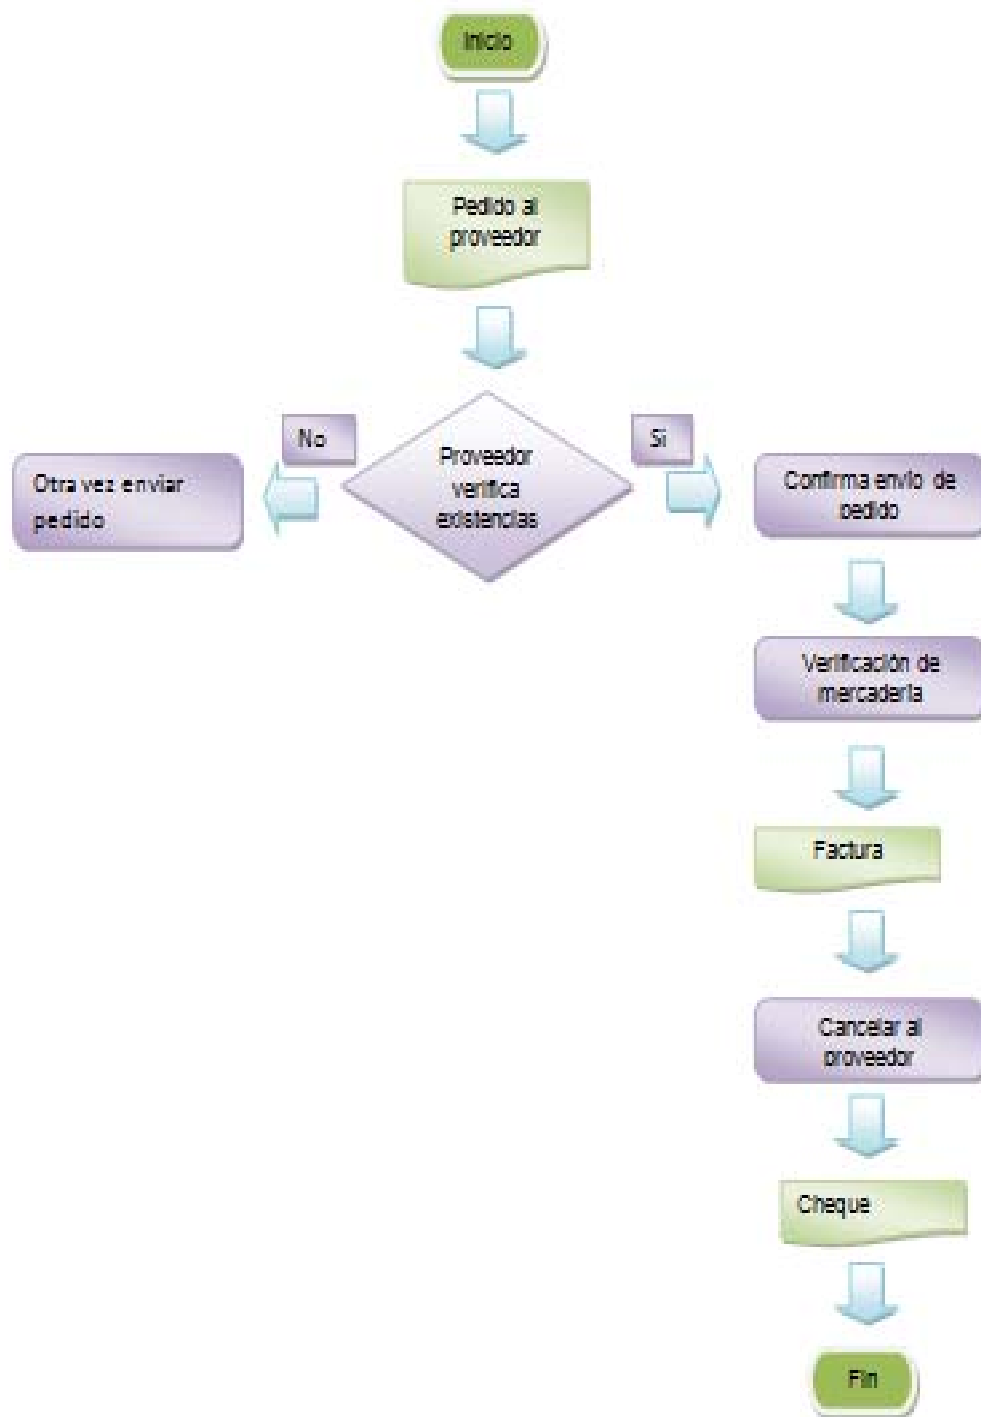 Inicio
Pedido al
proveedor
No
Si
Proveedor
verifica
existencias
Otra vez enviar
pedido
Confirma envío de
pedido
Verificación de
mercadería
Factura
Cancelar al
proveedor
Cheque
Fin